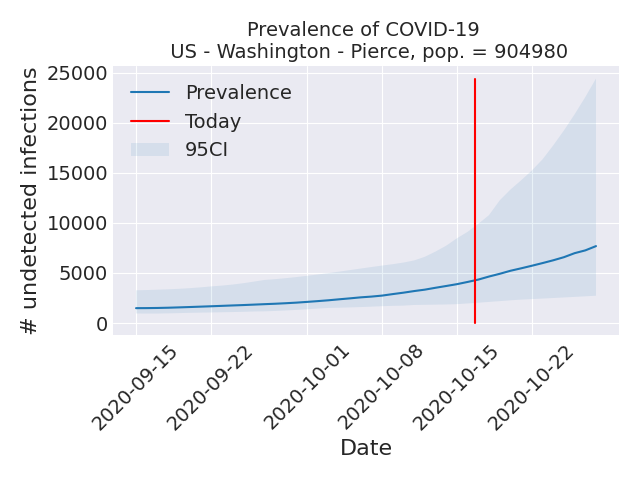 Prevalence of COVID-19
US - Washington - Pierce, pop. = 904980
# undetected infections
25000
20000
15000
10000
5000
0
Prevalence
Today
95CI
2020-09-15
2020-09-22
2020-10-01
2020-10-08
2020-10-15
2020-10-22
Date